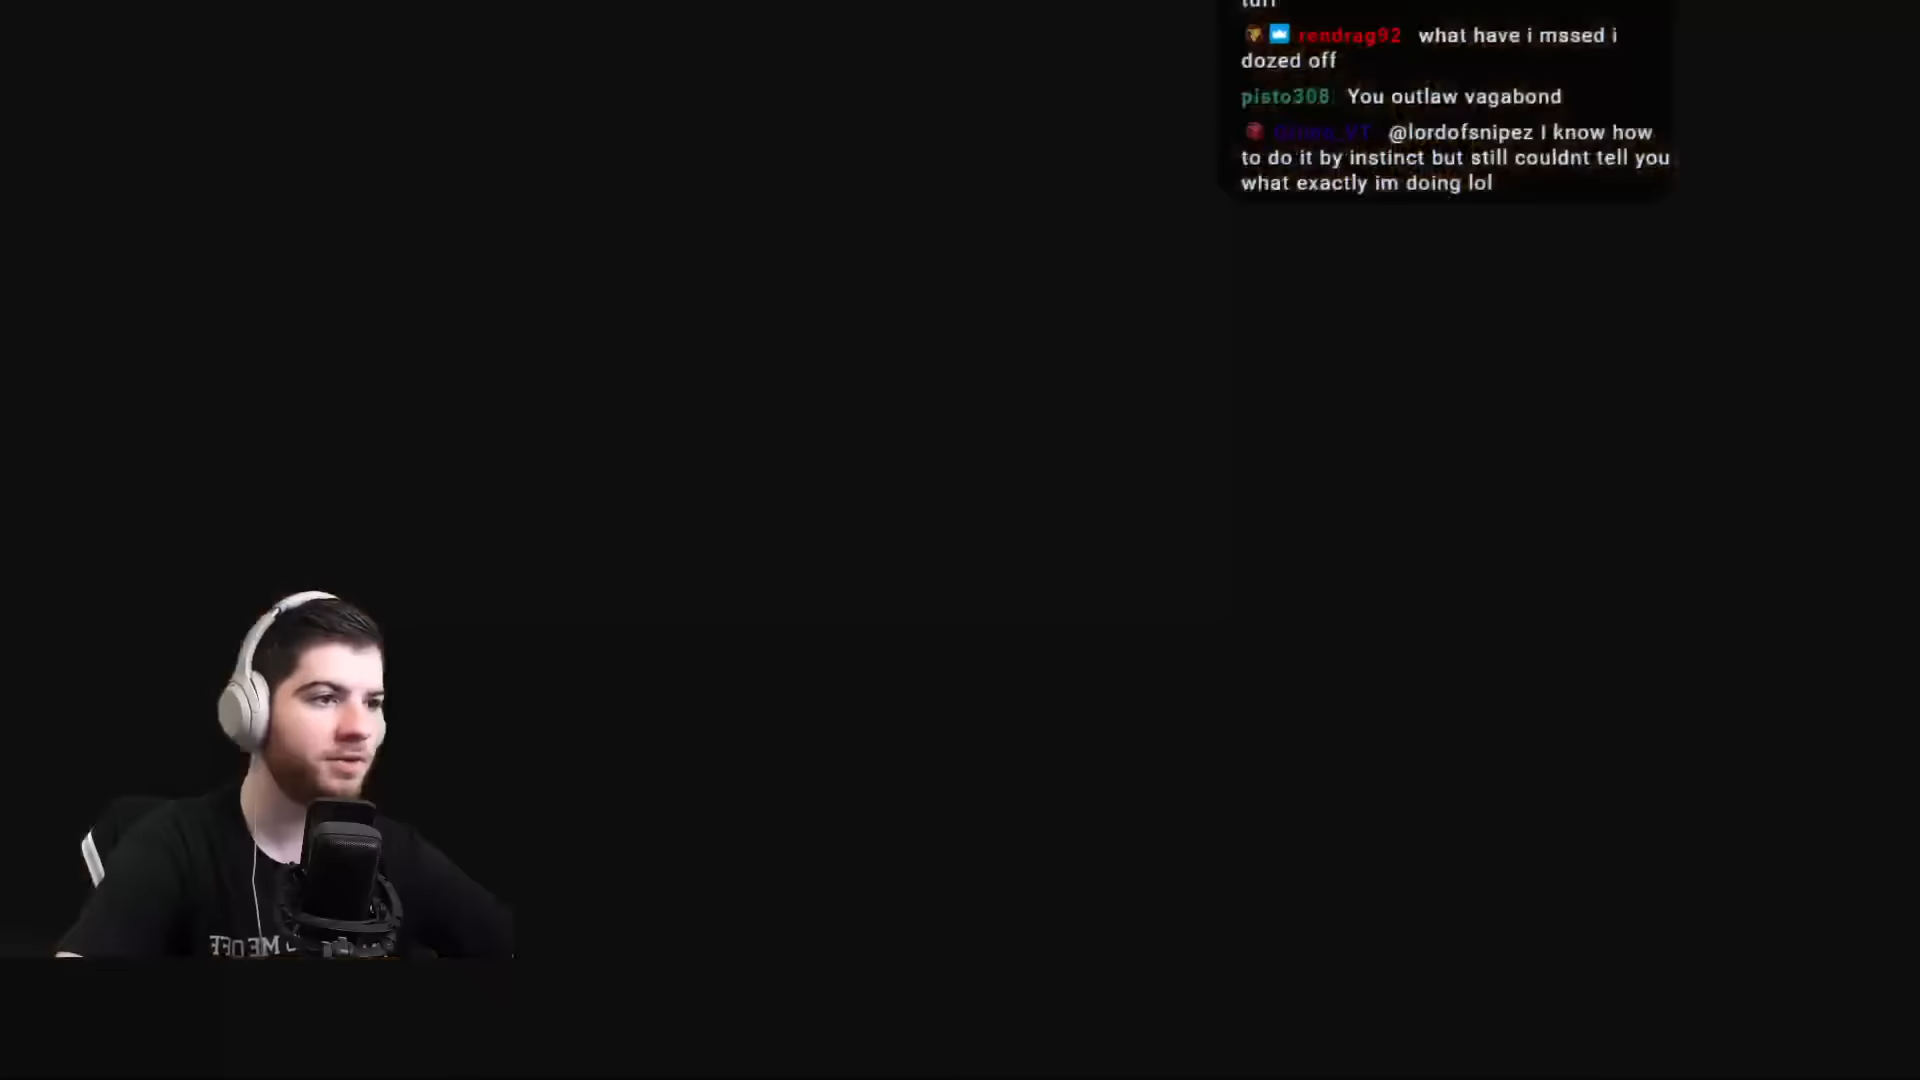 rendrag92 what have i mssed i
dozed off
pisto308 You outlaw vagabond
@lordofsnipez I know how
to do it by instinct but still couldnt tell you
what exactly im doing lol